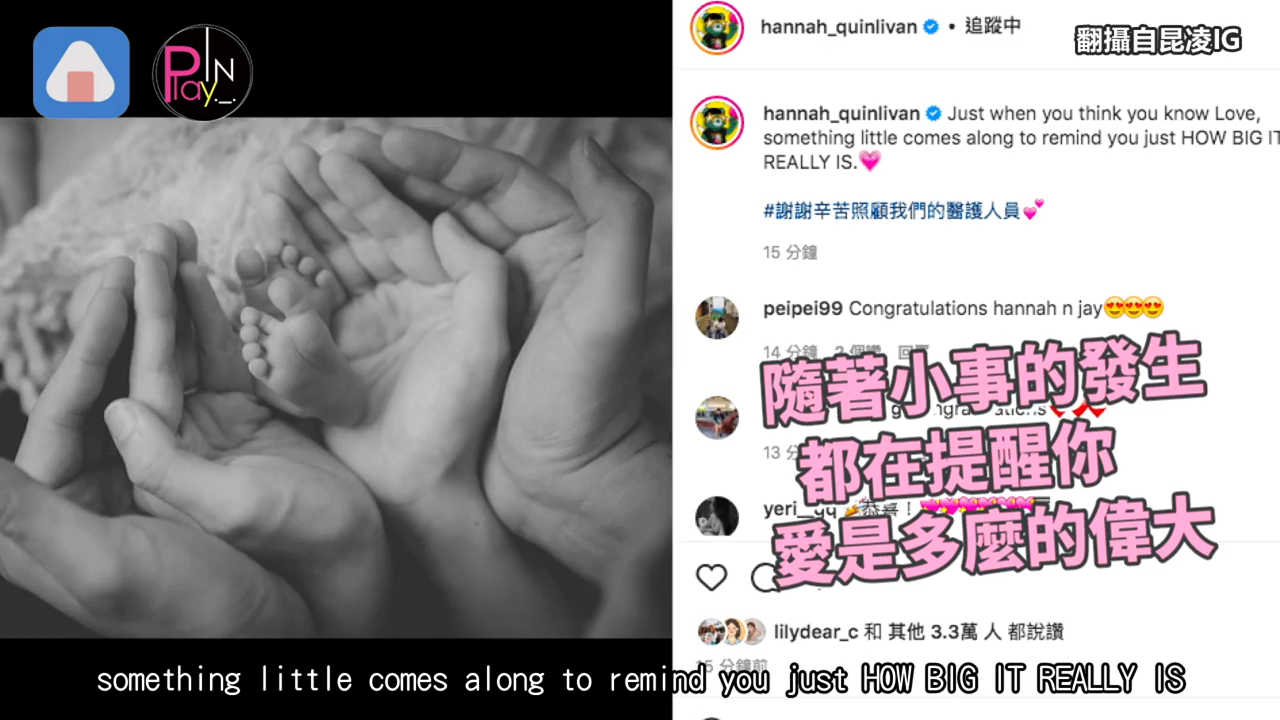 Play IN
hannah_quinlivan • 追蹤中
翻攝自昆凌IG
hannah_quinlivan Just when you think you know Love,
something little comes along to remind you just HOW BIG IT
REALLY IS.
#謝謝辛苦照顧我們的醫護人員
15 分鐘
peipei99 Congratulations hannah n jay
14 分鐘
隨著小事的發生
13 分
都在提醒你
愛是多麼的偉大
lilydear_c 和 其他 3.3萬 人 都說讚
15 分鐘前
something little comes along to remind you just HOW BIG IT REALLY IS